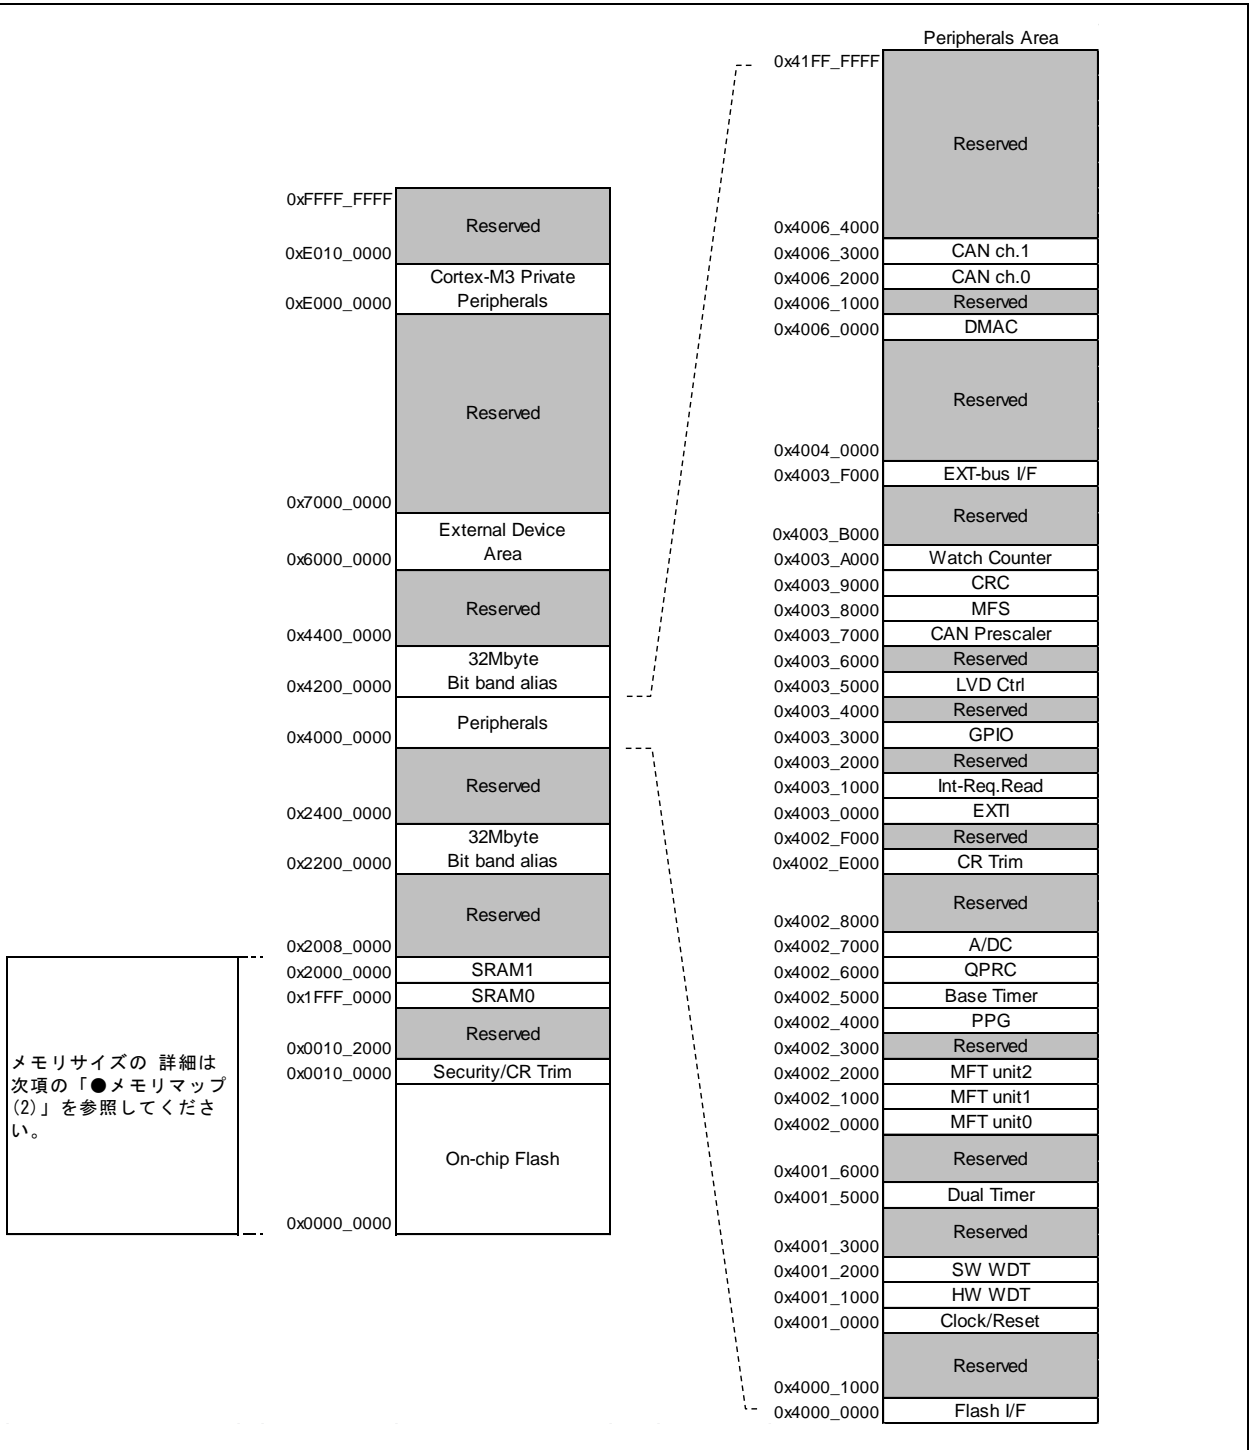 0xFFFF_FFFF
Reserved
0xE010_0000
Cortex-M3 Private
Peripherals
0xE000_0000
Reserved
0x7000_0000
External Device
Area
0x6000_0000
Reserved
0x4400_0000
32Mbyte
Bit band alias
0x4200_0000
Peripherals
0x4000_0000
Reserved
0x2400_0000
32Mbyte
Bit band alias
0x2200_0000
Reserved
0x2008_0000
SRAM1
0x2000_0000
SRAM0
0x1FFF_0000
Reserved
0x0010_2000
Security/CR Trim
0x0010_0000
On-chip Flash
0x0000_0000
メモリサイズの 詳細は
次項の「●メモリマップ
(2)」を参照してくださ
い。
Peripherals Area
0x41FF_FFFF
Reserved
0x4006_4000
CAN ch.1
0x4006_3000
CAN ch.0
0x4006_2000
Reserved
0x4006_1000
DMAC
0x4006_0000
Reserved
0x4004_0000
EXT-bus I/F
0x4003_F000
Reserved
0x4003_B000
Watch Counter
0x4003_A000
CRC
0x4003_9000
MFS
0x4003_8000
CAN Prescaler
0x4003_7000
Reserved
0x4003_6000
LVD Ctrl
0x4003_5000
Reserved
0x4003_4000
GPIO
0x4003_3000
Reserved
0x4003_2000
Int-Req.Read
0x4003_1000
EXTI
0x4003_0000
Reserved
0x4002_F000
CR Trim
0x4002_E000
Reserved
0x4002_8000
A/DC
0x4002_7000
QPRC
0x4002_6000
Base Timer
0x4002_5000
PPG
0x4002_4000
Reserved
0x4002_3000
MFT unit2
0x4002_2000
MFT unit1
0x4002_1000
MFT unit0
0x4002_0000
Reserved
0x4001_6000
Dual Timer
0x4001_5000
Reserved
0x4001_3000
SW WDT
0x4001_2000
HW WDT
0x4001_1000
Clock/Reset
0x4001_0000
Reserved
0x4000_1000
Flash I/F
0x4000_0000